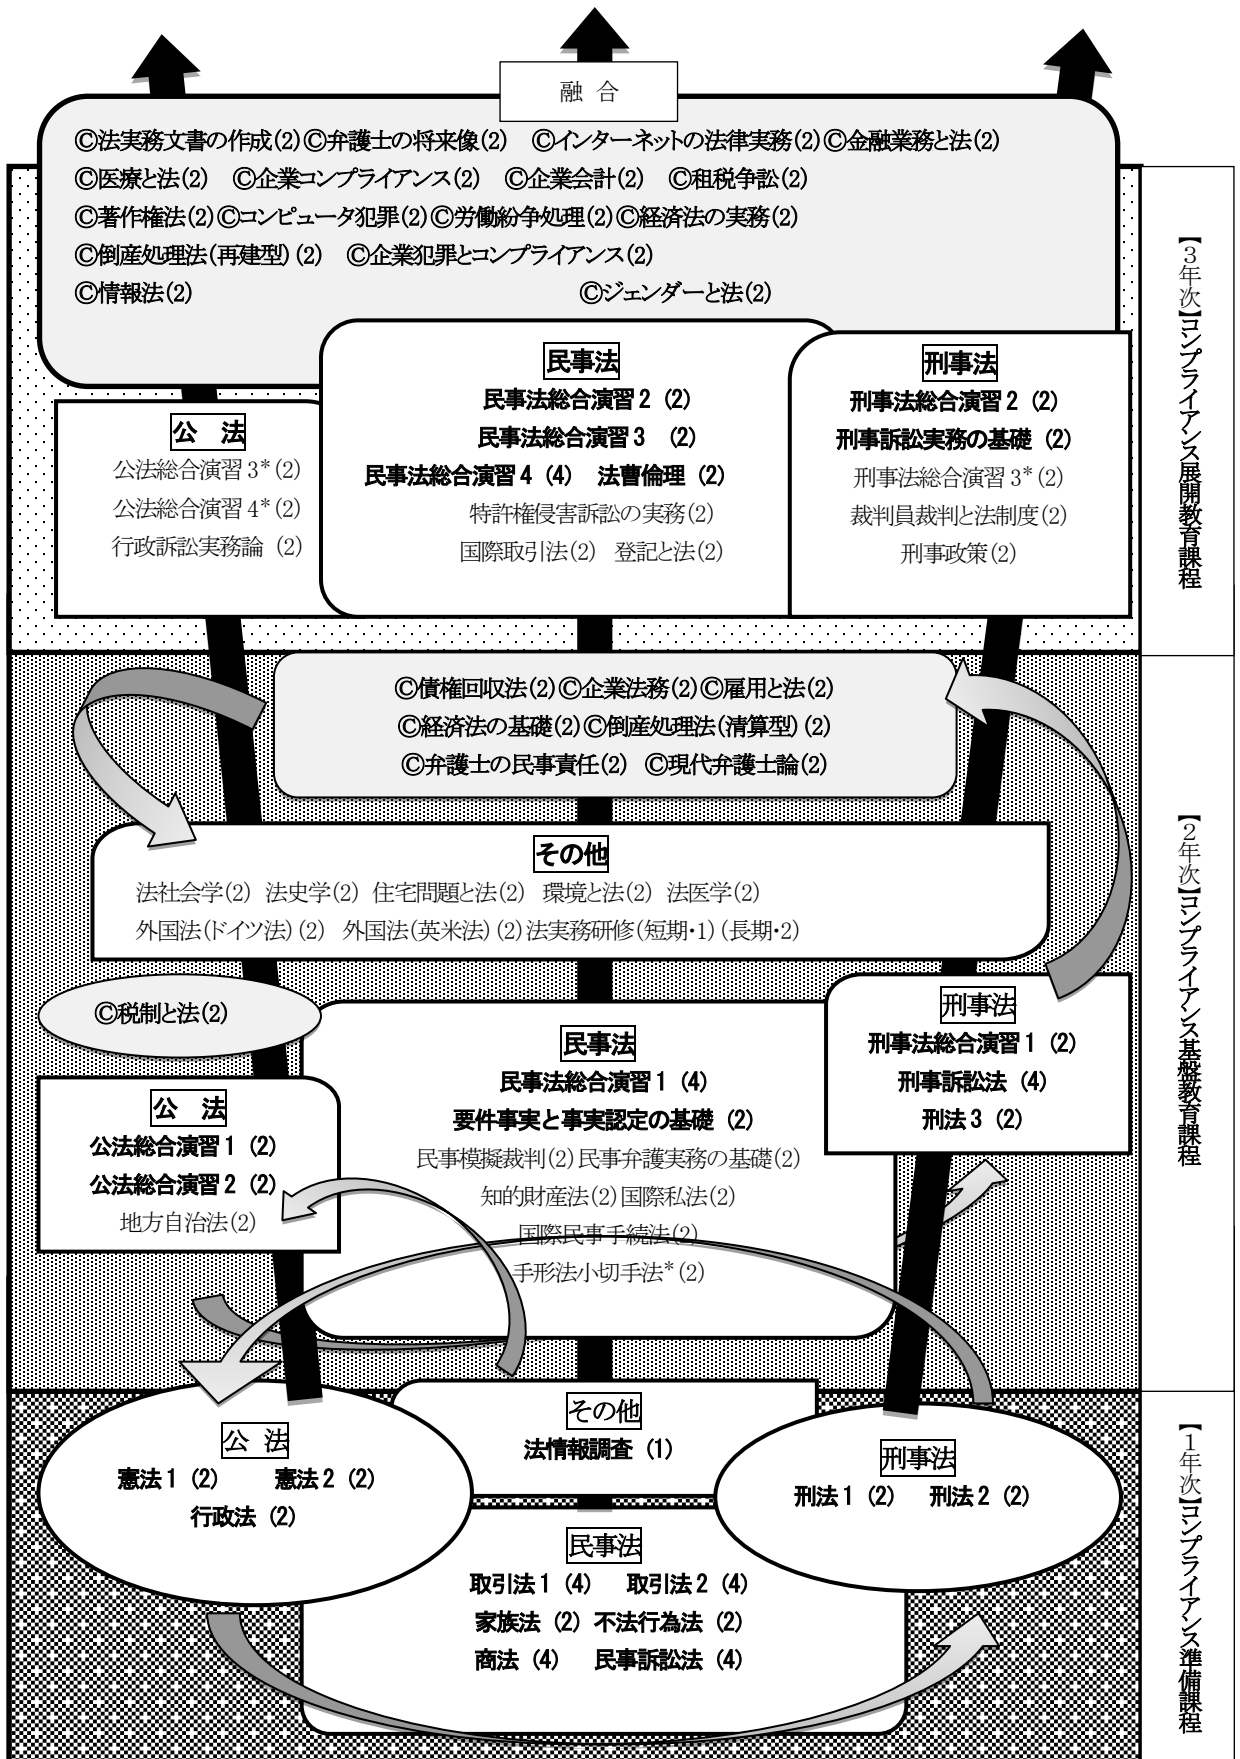 融 合
©法実務文書の作成(2)©弁護士の将来像(2) ©インターネットの法律実務(2)©金融業務と法(2)
©医療と法(2) ©企業コンプライアンス(2) ©企業会計(2) ©租税争訟(2)
©著作権法(2)©コンピュータ犯罪(2)©労働紛争処理(2)©経済法の実務(2)
©倒産処理法(再建型)(2) ©企業犯罪とコンプライアンス(2)
©情報法(2) ©ジェンダーと法(2)
【3年次】コンプライアンス展開教育課程
公 法
公法総合演習3*(2)
公法総合演習4*(2)
行政訴訟実務論 (2)
民事法
民事法総合演習2 (2)
民事法総合演習3 (2)
民事法総合演習4 (4) 法曹倫理 (2)
特許権侵害訴訟の実務(2)
国際取引法(2) 登記と法(2)
刑事法
刑事法総合演習2 (2)
刑事訴訟実務の基礎 (2)
刑事法総合演習3*(2)
裁判員裁判と法制度(2)
刑事政策(2)
©債権回収法(2)©企業法務(2)©雇用と法(2)
©経済法の基礎(2)©倒産処理法(清算型)(2)
©弁護士の民事責任(2) ©現代弁護士論(2)
【2年次】コンプライアンス基盤教育課程
その他
法社会学(2) 法史学(2) 住宅問題と法(2) 環境と法(2) 法医学(2)
外国法(ドイツ法)(2) 外国法(英米法)(2)法実務研修(短期・1)(長期・2)
©税制と法(2)
公 法
公法総合演習1 (2)
公法総合演習2 (2)
地方自治法(2)
民事法
民事法総合演習1 (4)
要件事実と事実認定の基礎 (2)
民事模擬裁判(2)民事弁護実務の基礎(2)
知的財産法(2)国際私法(2)
国際民事手続法(2)
手形法小切手法*(2)
刑事法
刑事法総合演習1 (2)
刑事訴訟法 (4)
刑法3 (2)
【1年次】コンプライアンス準備課程
公 法
憲法1 (2) 憲法2 (2)
行政法 (2)
その他
法情報調査 (1)
刑事法
刑法1 (2) 刑法2 (2)
民事法
取引法1 (4) 取引法2 (4)
家族法 (2) 不法行為法 (2)
商法 (4) 民事訴訟法 (4)